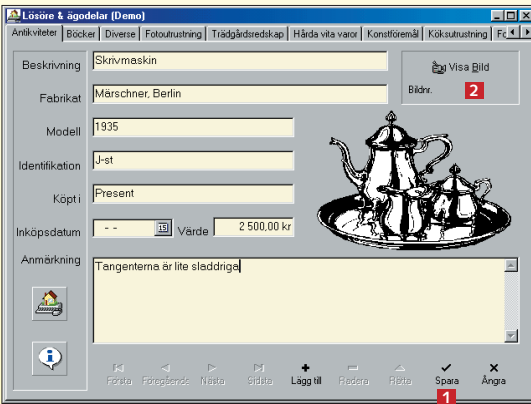 Lösöre & ägodelar (Demo)
Antikviteter Böcker Diverse Fotoutrustning Trädgårdsredskap Hårda vita varor Konstföremål Köksutrustning
Beskrivning Skrivmaskin
Visa Bild
Fabrikat Märschner, Berlin
Bildnr. 2
Modell 1935
Identifikation J-st
Köpt i Present
Inköpsdatum - - 15 Värde 2 500,00 kr
Anmärkning
Tangenterna är lite sladdriga
Första Föregående Nästa Sidsta Lägg till Radera Rätta Spara Ångra
1